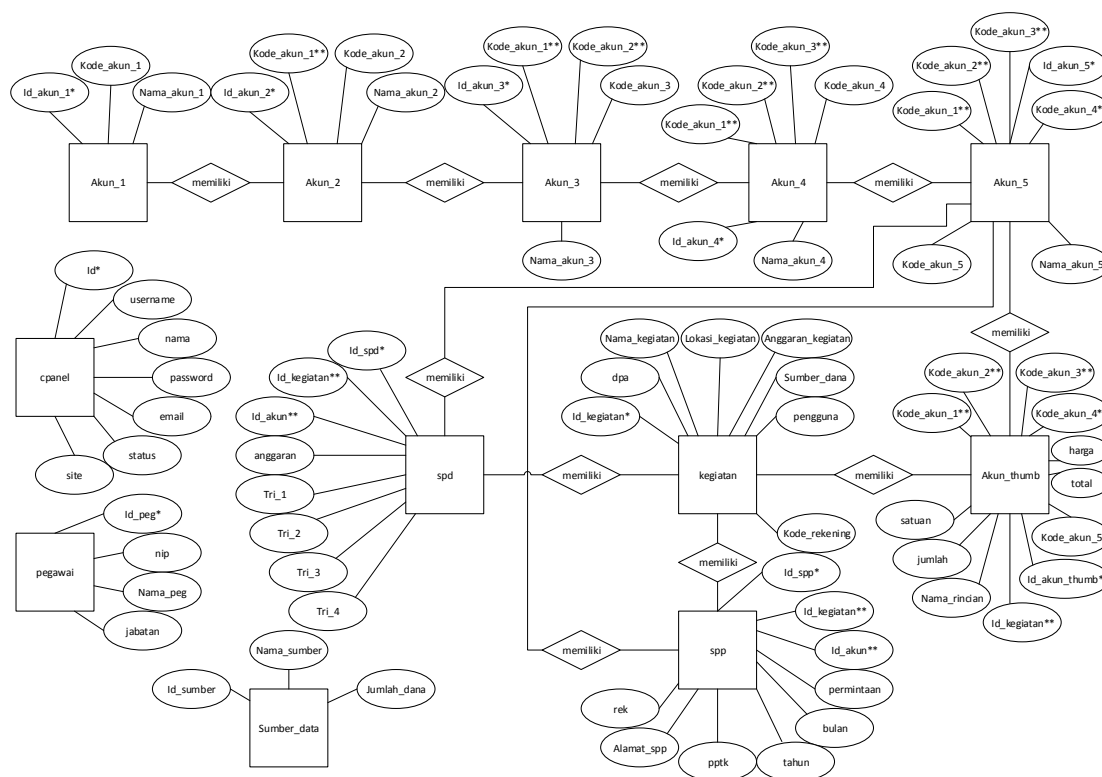 Kode_akun_1
Id_akun_1*
Nama_akun_1
Akun_1
memiliki
Kode_akun_1**
Kode_akun_2
Id_akun_2*
Nama_akun_2
Akun_2
memiliki
Kode_akun_1**
Kode_akun_2**
Id_akun_3*
Kode_akun_3
Akun_3
Nama_akun_3
memiliki
Kode_akun_3**
Kode_akun_2**
Kode_akun_4
Kode_akun_1**
Akun_4
Id_akun_4*
Nama_akun_4
memiliki
Kode_akun_3**
Kode_akun_2**
Id_akun_5*
Kode_akun_1**
Kode_akun_4*
Akun_5
Kode_akun_5
Nama_akun_5
Id*
username
nama
cpanel
password
email
status
site
Id_peg*
nip
pegawai
Nama_peg
jabatan
Id_spd*
Id_kegiatan**
memiliki
Id_akun**
anggaran
spd
Tri_1
Tri_2
Tri_3
Tri_4
memiliki
Nama_kegiatan
Lokasi_kegiatan
Anggaran_kegiatan
dpa
Sumber_dana
Id_kegiatan*
pengguna
kegiatan
Kode_rekening
memiliki
memiliki
memiliki
Kode_akun_2**
Kode_akun_3**
Kode_akun_1**
Kode_akun_4*
harga
Akun_thumb
total
satuan
Kode_akun_5
jumlah
Id_akun_thumb*
Nama_rincian
Id_kegiatan**
Id_spp*
Id_kegiatan**
memiliki
spp
Id_akun**
permintaan
rek
bulan
Alamat_spp
pptk
tahun
Nama_sumber
Id_sumber
Jumlah_dana
Sumber_data